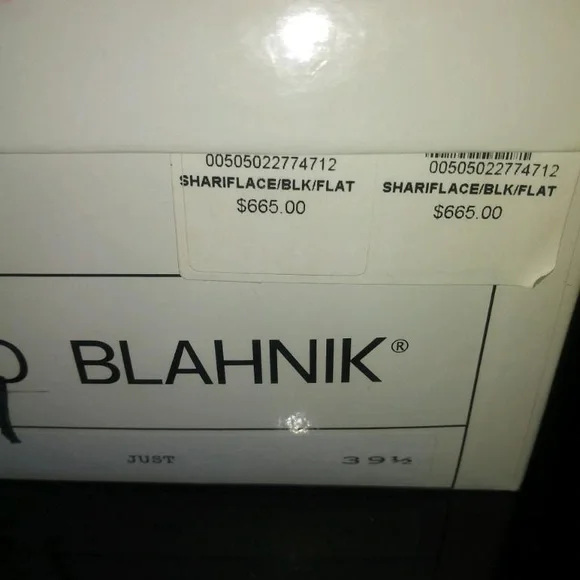 00505022774712
SHARIFLACE/BLK/FLAT
$665.00
00505022774712
SHARIFLACE/BLK/FLAT
$665.00
O BLAHNIK®
JUST 39½